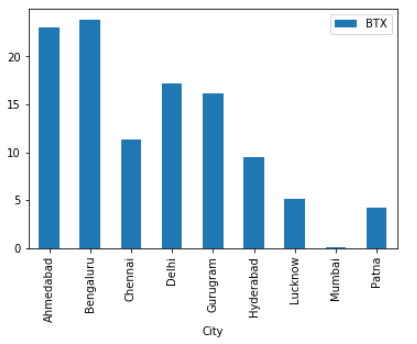 BTX
20
15
10
5
0
Ahmedabad
Bengaluru
Chennai
Delhi
Gurugram
Hyderabad
Lucknow
Mumbai
Patna
City